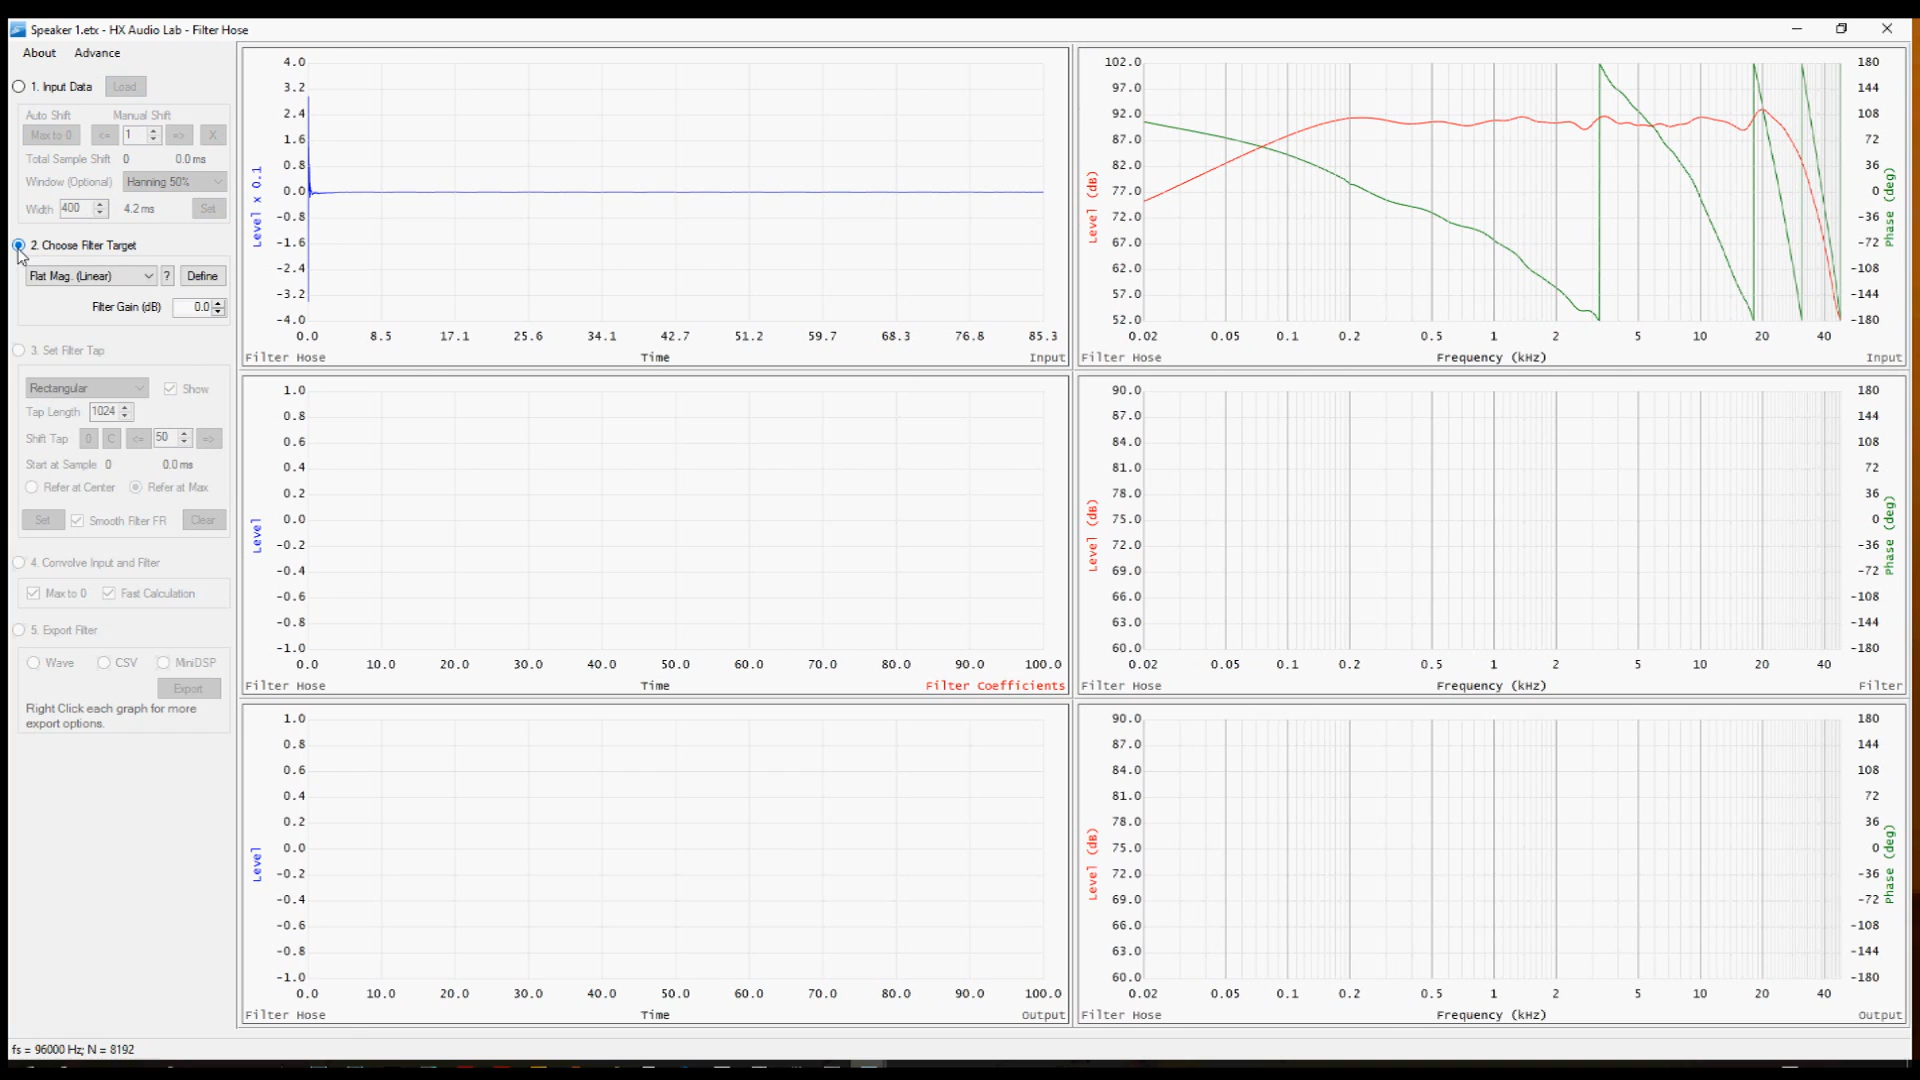 Speaker 1.etx - HX Audio Lab - Filter Hose
About Advance
1. Input Data Load
Auto Shift Manual Shift
Max to 0 <= 1 => X
Total Sample Shift 0 0.0 ms
Window (Optional) Hanning 50%
Width 400 4.2 ms Set
2. Choose Filter Target
Flat Mag. (Linear) ? Define
Filter Gain (dB) 0.0
3. Set Filter Tap
Rectangular Show
Tap Length 1024
Shift Tap 0 C <= 50 =>
Start at Sample 0 0.0 ms
Refer at Center Refer at Max
Set Smooth Filter FR Clear
4. Convolve Input and Filter
Max to 0 Fast Calculation
5. Export Filter
Wave CSV MiniDSP
Export
Right Click each graph for more
export options.
fs = 96000 Hz; N = 8192
4.0
3.2
2.4
1.6
0.8
0.0
-0.8
-1.6
-2.4
-3.2
-4.0
Level x 0.1
0.0 8.5 17.1 25.6 34.1 42.7 51.2 59.7 68.3 76.8 85.3
Filter Hose Time Input
102.0
97.0
92.0
87.0
82.0
77.0
72.0
67.0
62.0
57.0
52.0
Level (dB)
180
144
108
72
36
0
-36
-72
-108
-144
-180
Phase (deg)
0.02 0.05 0.1 0.2 0.5 1 2 5 10 20 40
Filter Hose Frequency (kHz) Input
1.0
0.8
0.6
0.4
0.2
0.0
-0.2
-0.4
-0.6
-0.8
-1.0
Level
0.0 10.0 20.0 30.0 40.0 50.0 60.0 70.0 80.0 90.0 100.0
Filter Hose Time Filter Coefficients
90.0
87.0
84.0
81.0
78.0
75.0
72.0
69.0
66.0
63.0
60.0
Level (dB)
180
144
108
72
36
0
-36
-72
-108
-144
-180
Phase (deg)
0.02 0.05 0.1 0.2 0.5 1 2 5 10 20 40
Filter Hose Frequency (kHz) Filter
1.0
0.8
0.6
0.4
0.2
0.0
-0.2
-0.4
-0.6
-0.8
-1.0
Level
0.0 10.0 20.0 30.0 40.0 50.0 60.0 70.0 80.0 90.0 100.0
Filter Hose Time Output
90.0
87.0
84.0
81.0
78.0
75.0
72.0
69.0
66.0
63.0
60.0
Level (dB)
180
144
108
72
36
0
-36
-72
-108
-144
-180
Phase (deg)
0.02 0.05 0.1 0.2 0.5 1 2 5 10 20 40
Filter Hose Frequency (kHz) Output